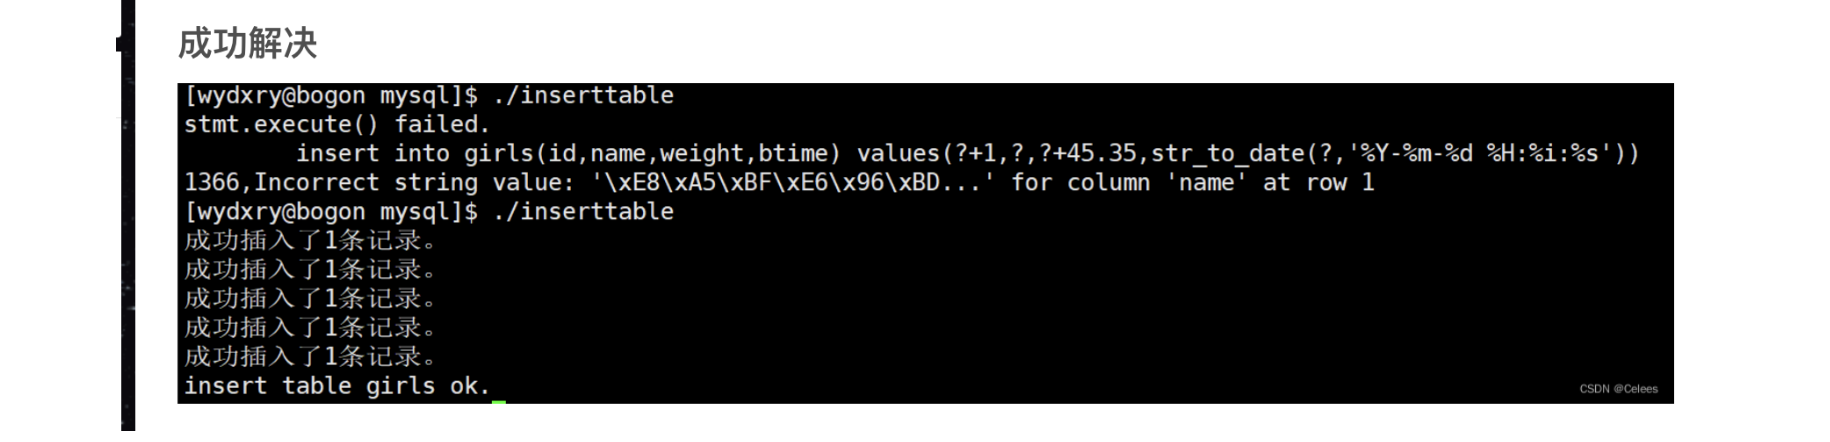 成功解决
[wydxry@bogon mysql]$ ./inserttable
stmt.execute() failed.
insert into girls(id,name,weight,btime) values(?+1,?,?+45.35,str_to_date(?,'%Y-%m-%d %H:%i:%s'))
1366,Incorrect string value: '\xE8\xA5\xBF\xE6\x96\xBD...' for column 'name' at row 1
[wydxry@bogon mysql]$ ./inserttable
成功插入了1条记录。
成功插入了1条记录。
成功插入了1条记录。
成功插入了1条记录。
成功插入了1条记录。
insert table girls ok.
CSDN @Celees